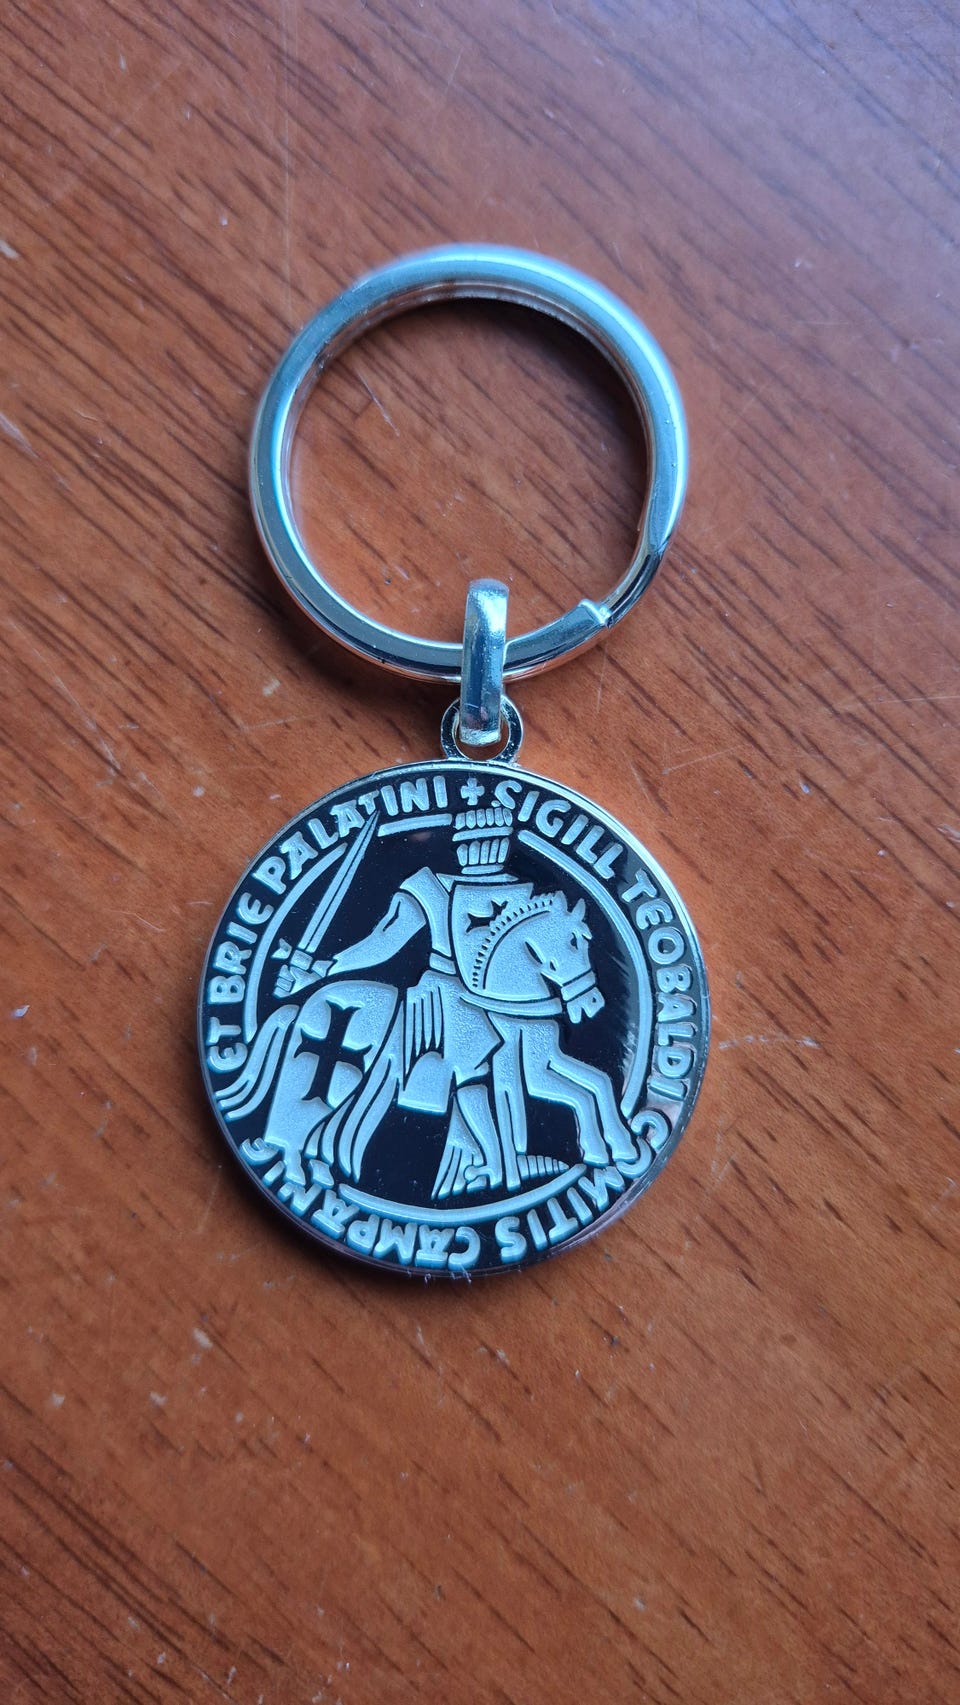 + SIGILL TEOBALDI COMITIS CAMPANIE ET BRIE PALATINI